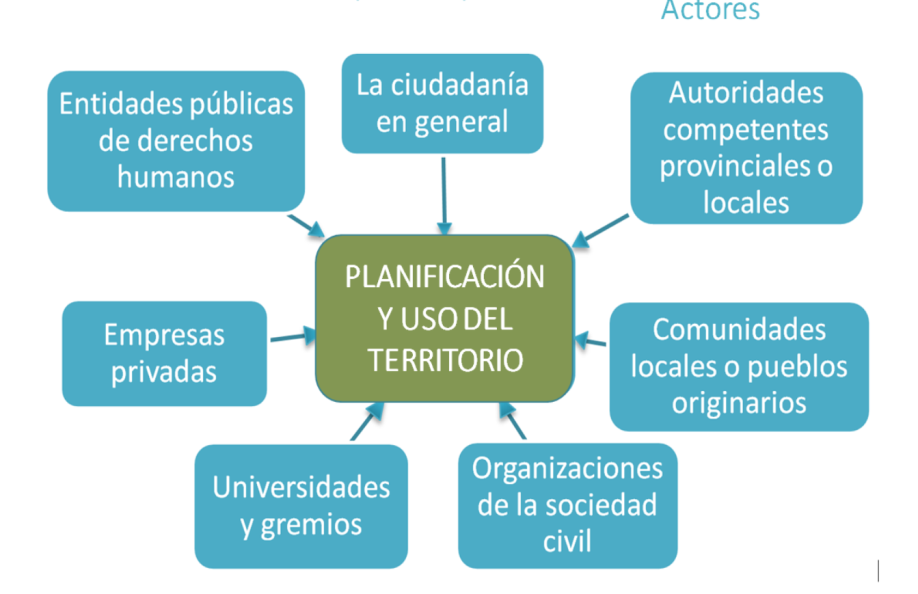 Actores
Entidades públicas
de derechos
humanos
La ciudadanía
en general
Autoridades
competentes
provinciales o
locales
PLANIFICACIÓN
Y USO DEL
TERRITORIO
Empresas
privadas
Comunidades
locales o pueblos
originarios
Universidades
y gremios
Organizaciones
de la sociedad
civil